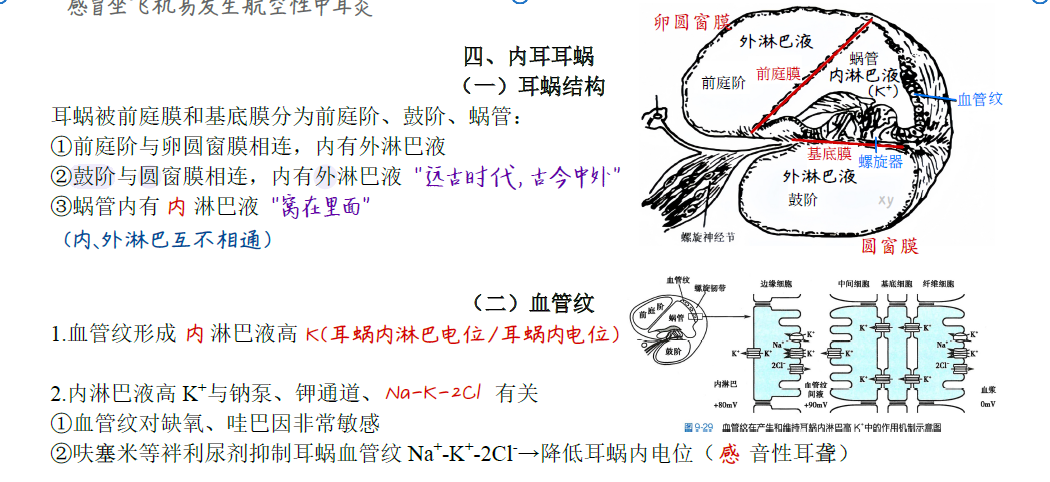 感冒坐飞机易发生航空性中耳炎
四、内耳耳蜗
（一）耳蜗结构
耳蜗被前庭膜和基底膜分为前庭阶、鼓阶、蜗管：
①前庭阶与卵圆窗膜相连，内有外淋巴液
②鼓阶与圆窗膜相连，内有外淋巴液 "远古时代, 古今中外"
③蜗管内有 内 淋巴液 "窝在里面"
(内、外淋巴互不相通)
卵圆窗膜
外淋巴液
前庭阶
前庭膜
蜗管
内淋巴液
(K⁺)
血管纹
基底膜
螺旋器
外淋巴液
鼓阶
xy
螺旋神经节
圆窗膜
（二）血管纹
1.血管纹形成 内 淋巴液高 K(耳蜗内淋巴电位/耳蜗内电位)
2.内淋巴液高 K⁺与钠泵、钾通道、Na-K-2Cl 有关
①血管纹对缺氧、哇巴因非常敏感
②呋塞米等袢利尿剂抑制耳蜗血管纹 Na⁺-K⁺-2Cl⁻→降低耳蜗内电位（感 音性耳聋）
血管纹
螺旋韧带
前庭阶
蜗管
鼓阶
边缘细胞
中间细胞 基底细胞 纤维细胞
K⁺
K⁺
K⁺
Na⁺
K⁺
2Cl⁻
K⁺
K⁺
K⁺
K⁺
K⁺
K⁺
Na⁺
K⁺
2Cl⁻
内淋巴
+80mV
血管纹
间液
+90mV
血浆
0mV
图9-29 血管纹在产生和维持耳蜗内淋巴高 K⁺中的作用机制示意图